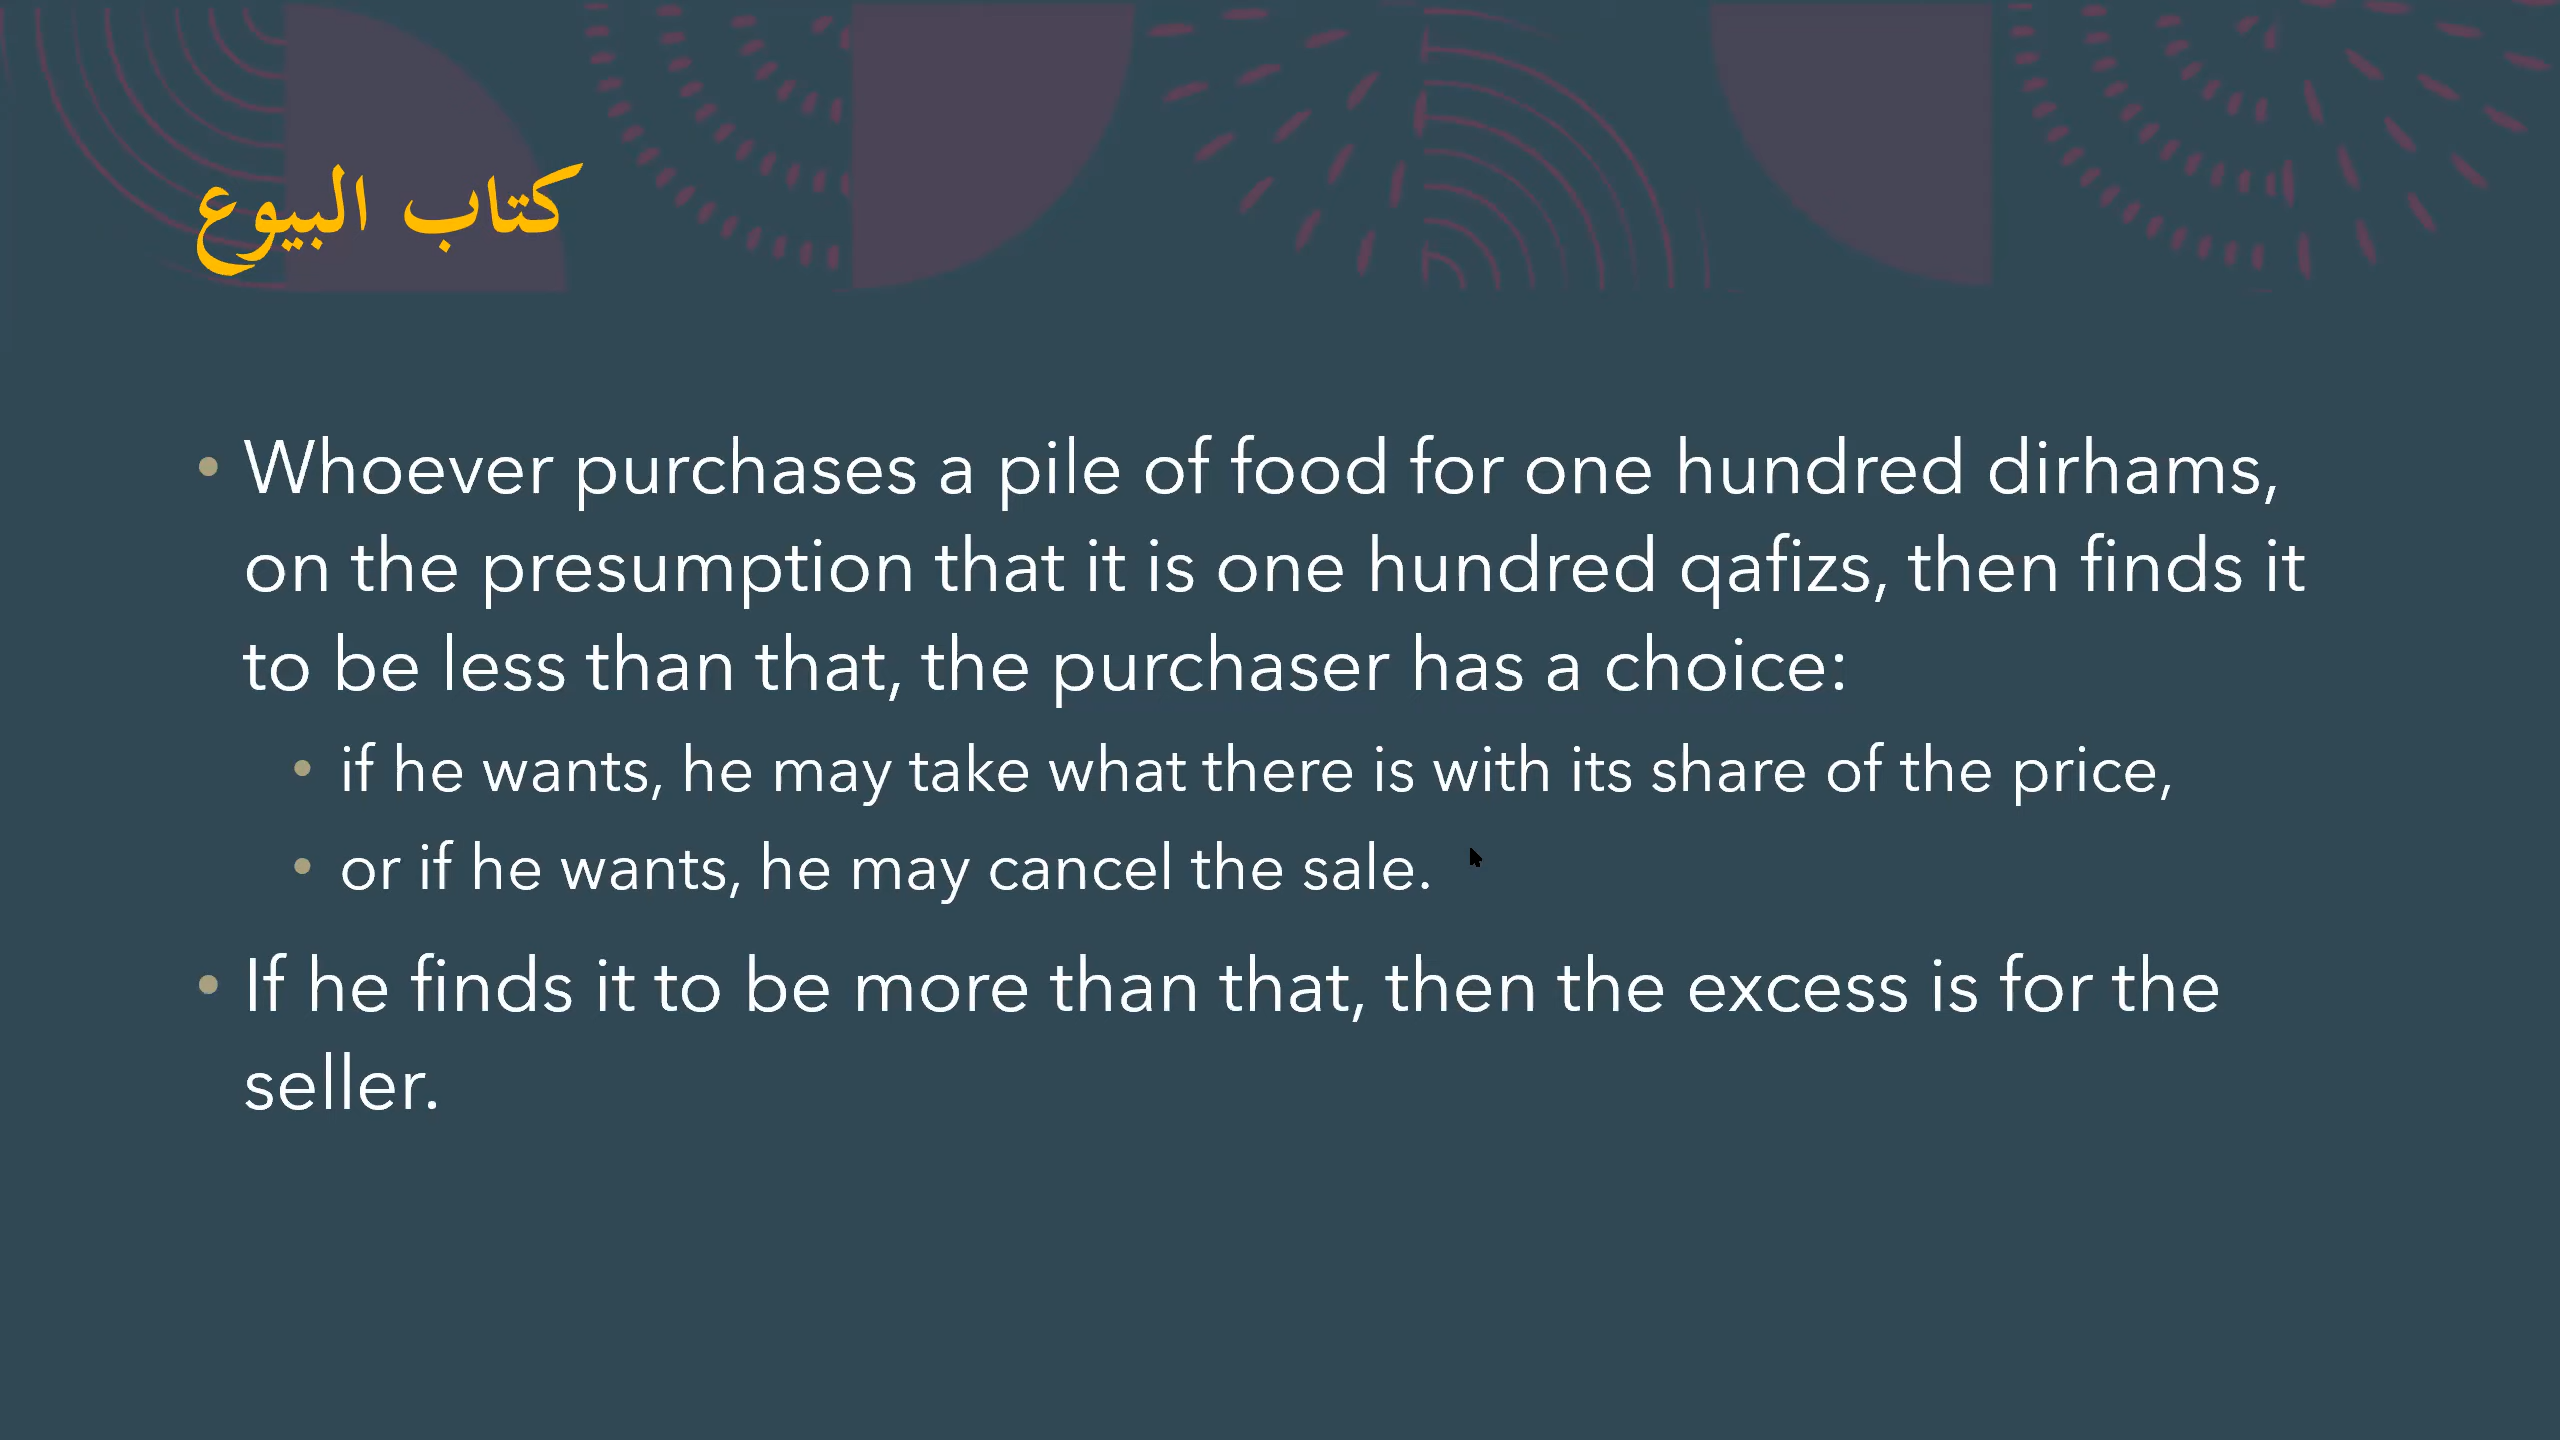 كتاب البيوع
• Whoever purchases a pile of food for one hundred dirhams,
on the presumption that it is one hundred qafizs, then finds it
to be less than that, the purchaser has a choice:
• if he wants, he may take what there is with its share of the price,
• or if he wants, he may cancel the sale.
• If he finds it to be more than that, then the excess is for the
seller.